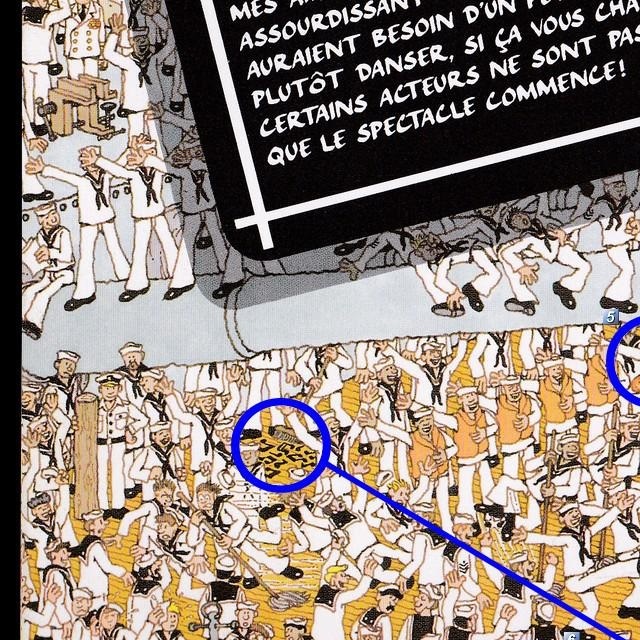 MES
ASSOURDISSANT
AURAIENT BESOIN D'UN
PLUTÔT DANSER, SI ÇA VOUS
CERTAINS ACTEURS NE SONT PAS
QUE LE SPECTACLE COMMENCE!
5